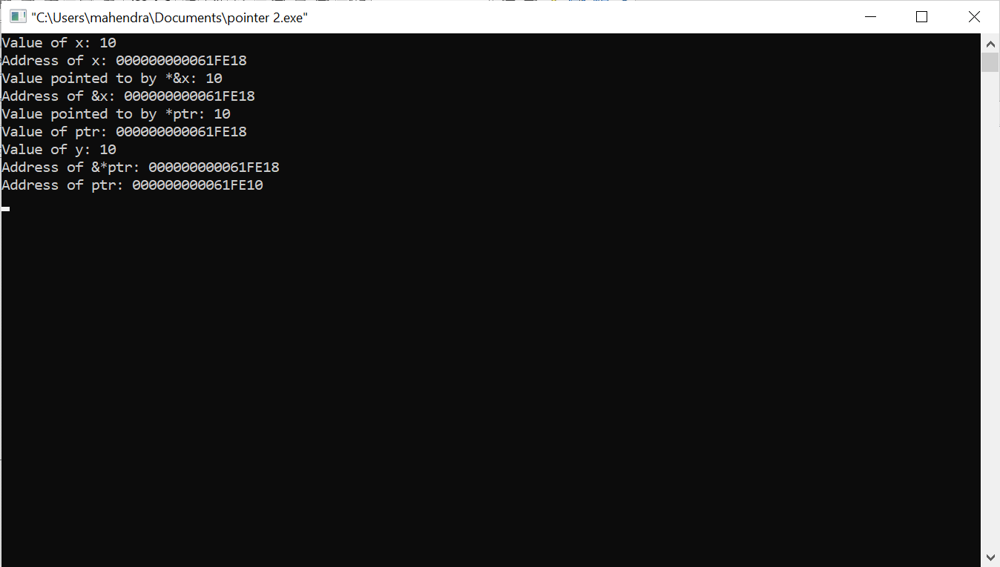 "C:\Users\mahendra\Documents\pointer 2.exe"
Value of x: 10
Address of x: 000000000061FE18
Value pointed to by *&x: 10
Address of &x: 000000000061FE18
Value pointed to by *ptr: 10
Value of ptr: 000000000061FE18
Value of y: 10
Address of &*ptr: 000000000061FE18
Address of ptr: 000000000061FE10